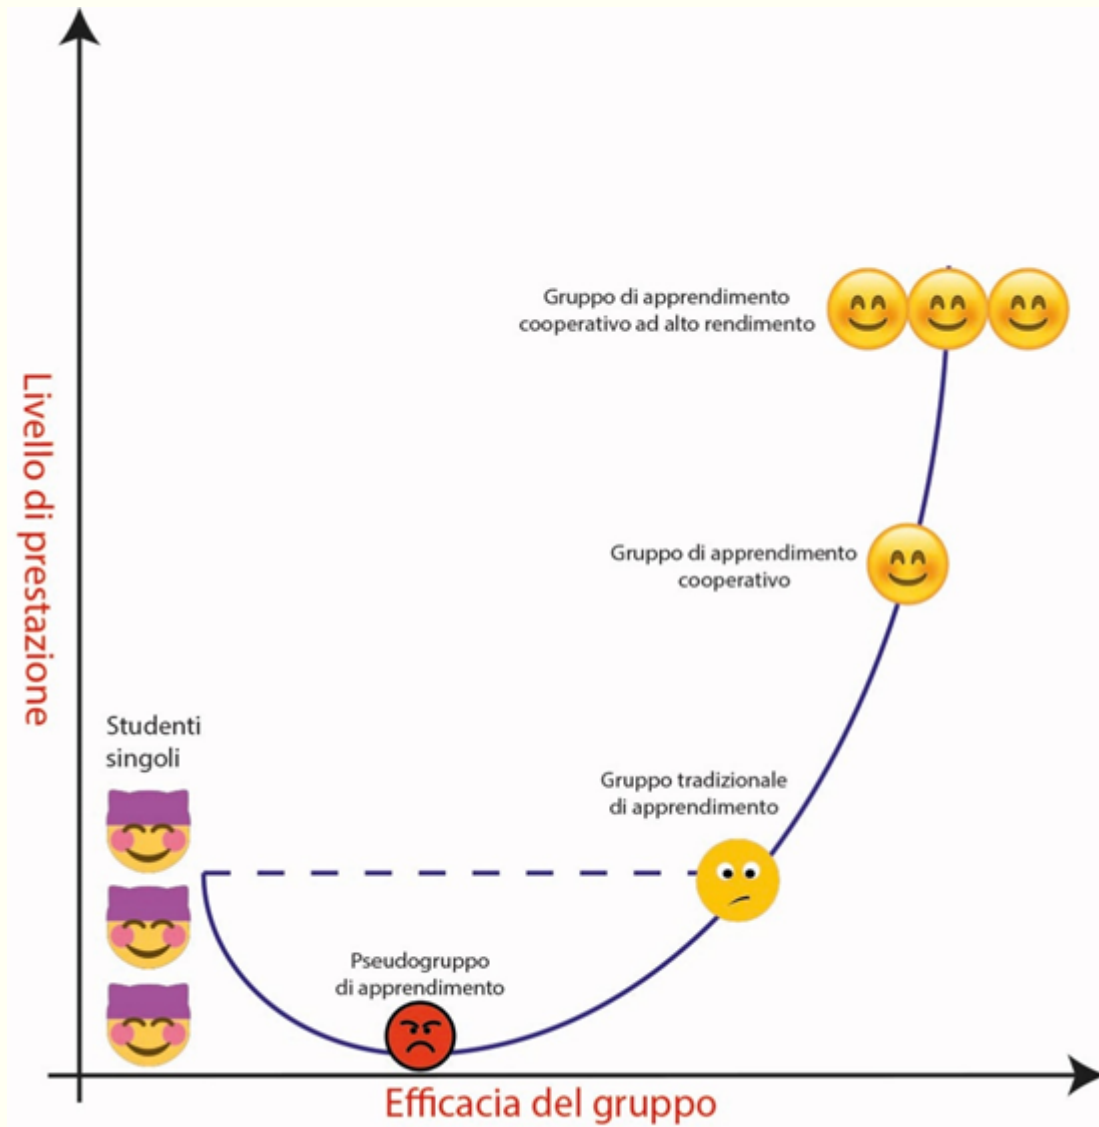 Gruppo di apprendimento
cooperativo ad alto rendimento
Livello di prestazione
Gruppo di apprendimento
cooperativo
Studenti
singoli
Gruppo tradizionale
di apprendimento
Pseudogruppo
di apprendimento
Efficacia del gruppo